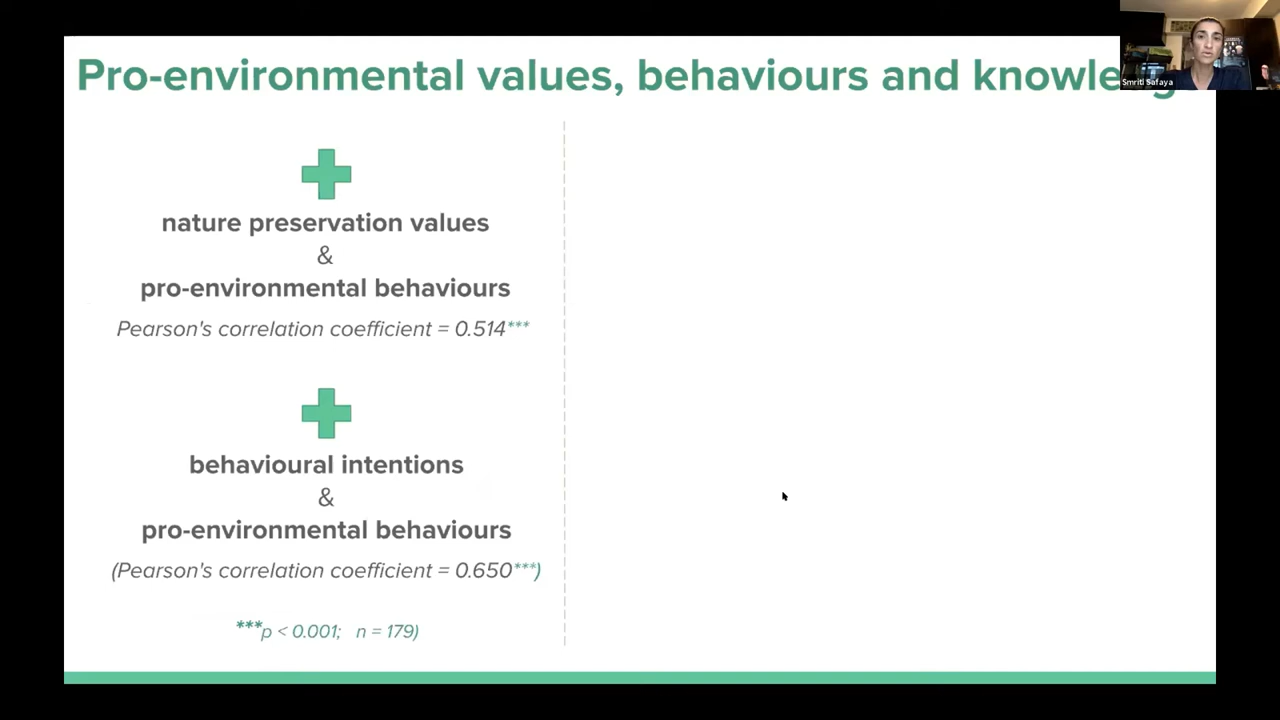 Pro-environmental values, behaviours and knowle
Smriti Safaya
nature preservation values
&
pro-environmental behaviours
Pearson's correlation coefficient = 0.514***
behavioural intentions
&
pro-environmental behaviours
(Pearson's correlation coefficient = 0.650***)
***p < 0.001; n = 179)